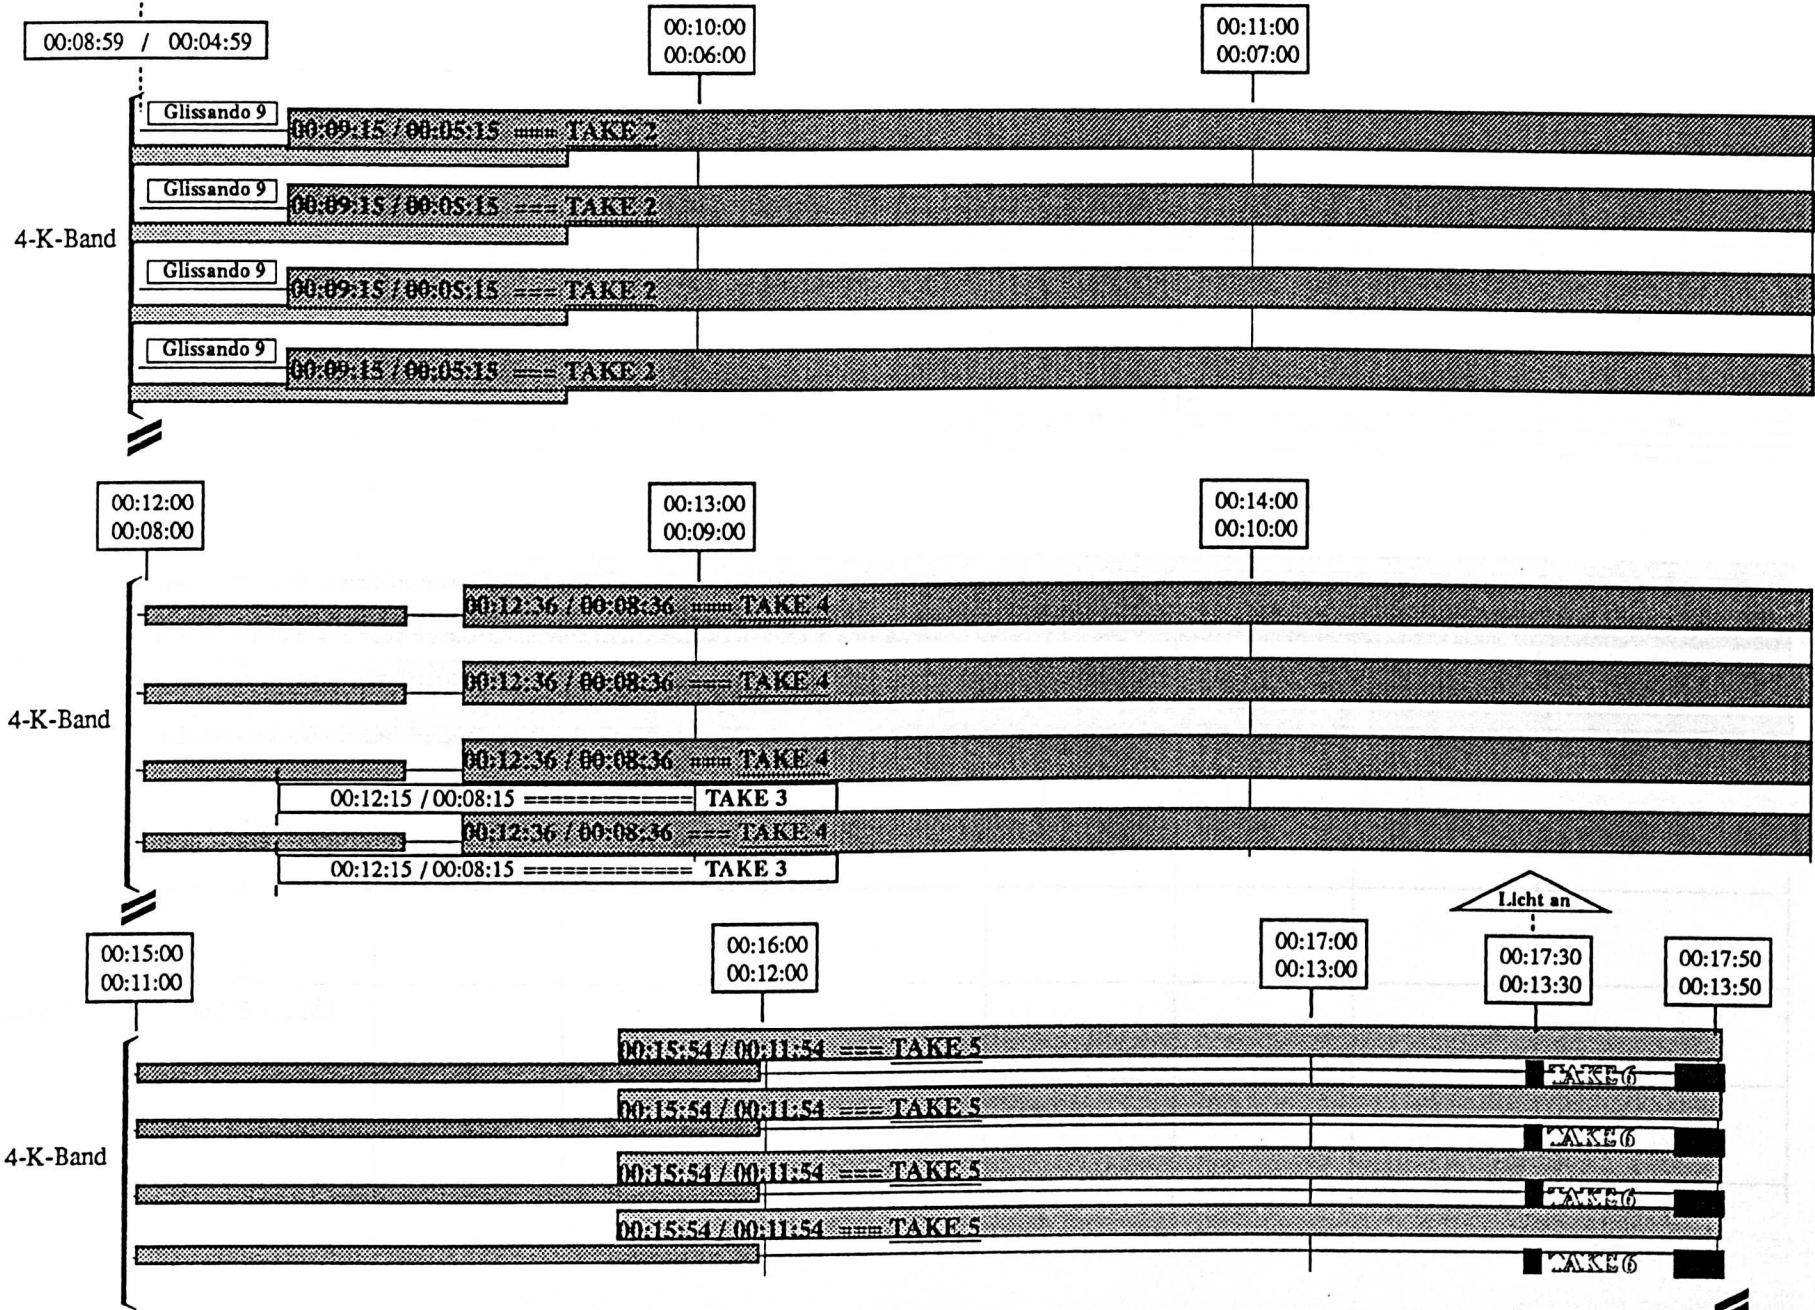 00:08:59 / 00:04:59
00:10:00
00:06:00
00:11:00
00:07:00
4-K-Band
Glissando 9
00:09:15 / 00:05:15 === TAKE 2
Glissando 9
00:09:15 / 00:05:15 === TAKE 2
Glissando 9
00:09:15 / 00:05:15 === TAKE 2
Glissando 9
00:09:15 / 00:05:15 === TAKE 2
00:12:00
00:08:00
00:13:00
00:09:00
00:14:00
00:10:00
4-K-Band
00:12:36 / 00:08:36 === TAKE 4
00:12:36 / 00:08:36 === TAKE 4
00:12:36 / 00:08:36 === TAKE 4
00:12:15 / 00:08:15 ============= TAKE 3
00:12:36 / 00:08:36 === TAKE 4
00:12:15 / 00:08:15 ============= TAKE 3
Licht an
00:15:00
00:11:00
00:16:00
00:12:00
00:17:00
00:13:00
00:17:30
00:13:30
00:17:50
00:13:50
4-K-Band
00:15:54 / 00:11:54 === TAKE 5
TAKE 6
00:15:54 / 00:11:54 === TAKE 5
TAKE 6
00:15:54 / 00:11:54 === TAKE 5
TAKE 6
00:15:54 / 00:11:54 === TAKE 5
TAKE 6